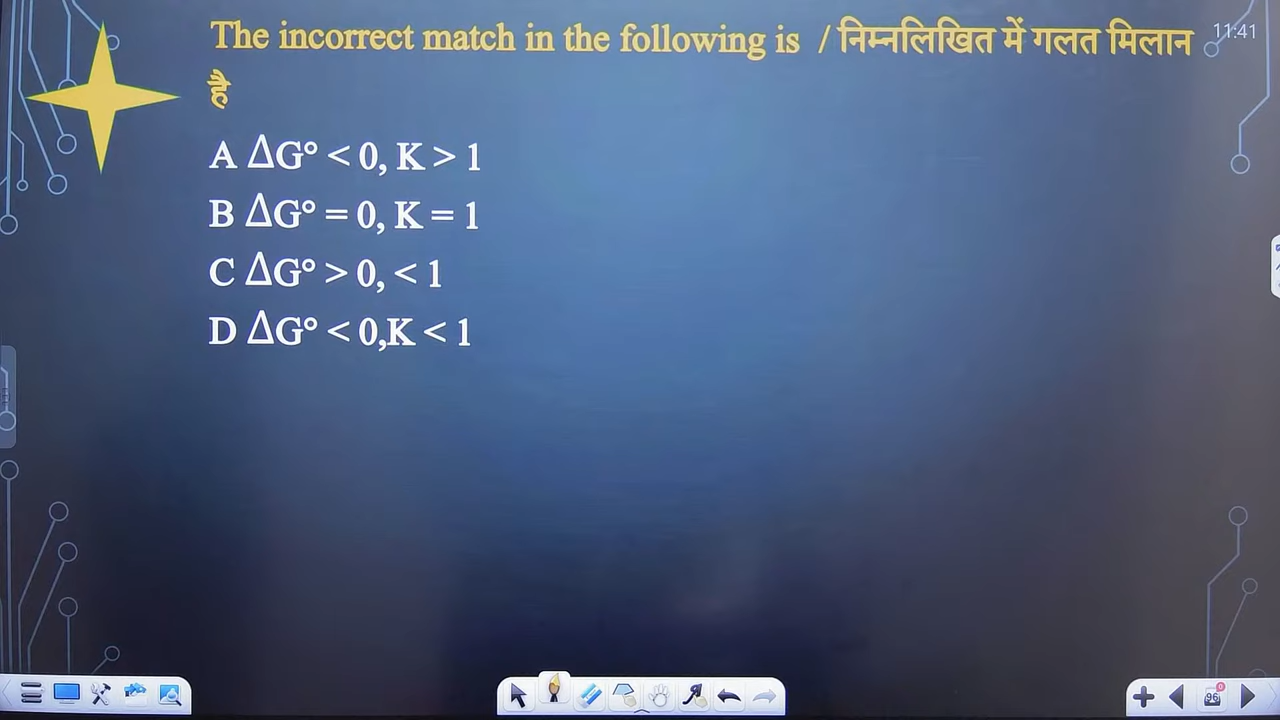 The incorrect match in the following is / निम्नलिखित में गलत मिलान
है
11:41
A ΔG° < 0, K > 1
B ΔG° = 0, K = 1
C ΔG° > 0, < 1
D ΔG° < 0,K < 1
96